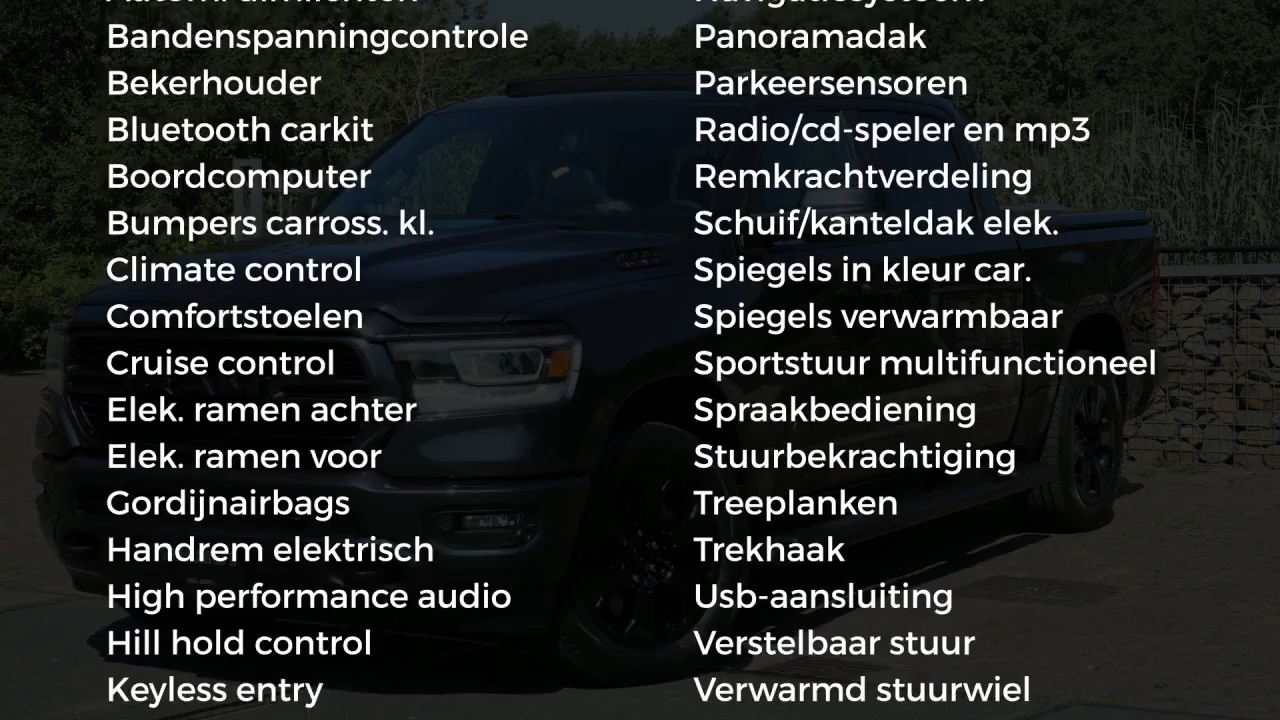 Bandenspanningcontrole
Bekerhouder
Bluetooth carkit
Boordcomputer
Bumpers carross. kl.
Climate control
Comfortstoelen
Cruise control
Elek. ramen achter
Elek. ramen voor
Gordijnairbags
Handrem elektrisch
High performance audio
Hill hold control
Keyless entry
Panoramadak
Parkeersensoren
Radio/cd-speler en mp3
Remkrachtverdeling
Schuif/kanteldak elek.
Spiegels in kleur car.
Spiegels verwarmbaar
Sportstuur multifunctioneel
Spraakbediening
Stuurbekrachtiging
Treeplanken
Trekhaak
Usb-aansluiting
Verstelbaar stuur
Verwarmd stuurwiel